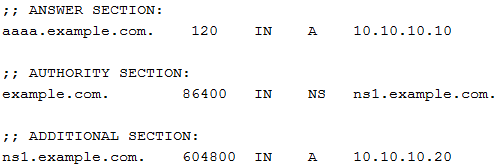 ;; ANSWER SECTION:
aaaa.example.com. 120 IN A 10.10.10.10
;; AUTHORITY SECTION:
example.com. 86400 IN NS ns1.example.com.
;; ADDITIONAL SECTION:
ns1.example.com. 604800 IN A 10.10.10.20